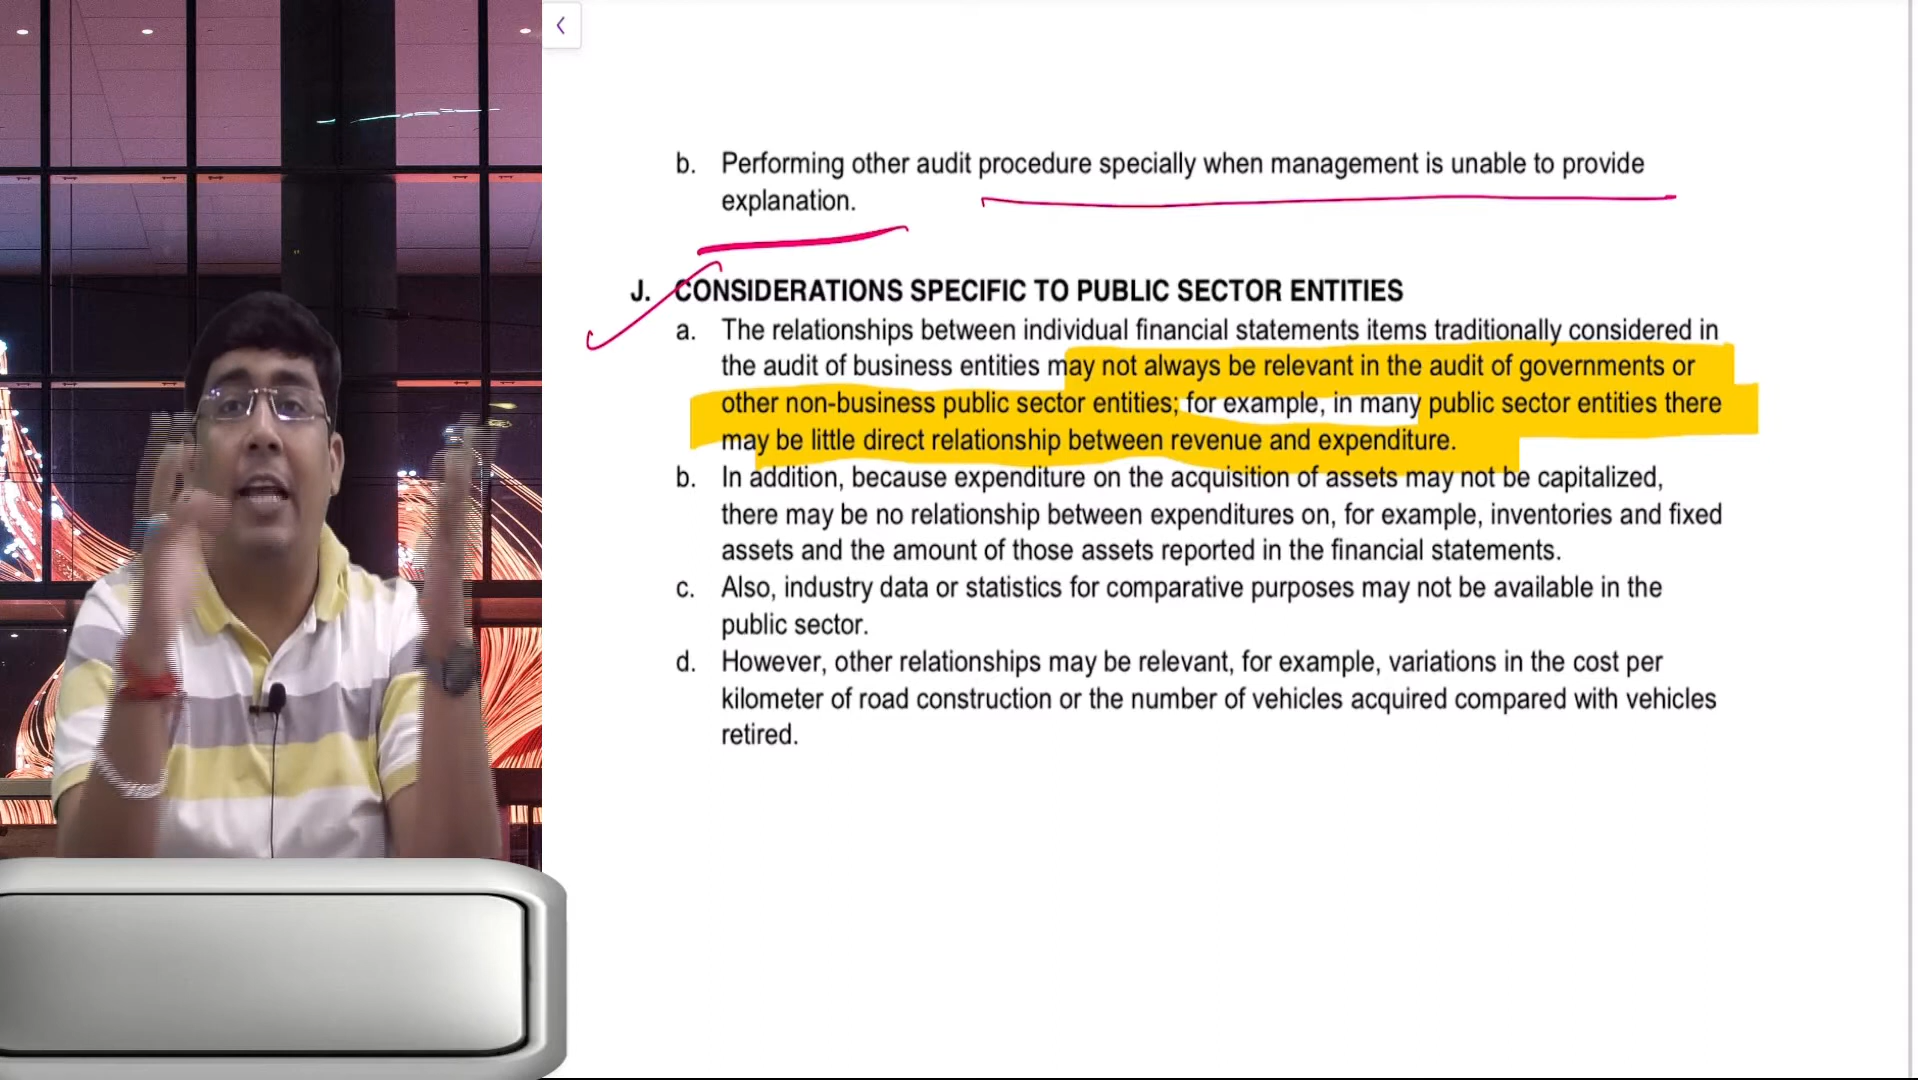 b. Performing other audit procedure specially when management is unable to provide
explanation.
J. CONSIDERATIONS SPECIFIC TO PUBLIC SECTOR ENTITIES
a. The relationships between individual financial statements items traditionally considered in
the audit of business entities may not always be relevant in the audit of governments or
other non-business public sector entities; for example, in many public sector entities there
may be little direct relationship between revenue and expenditure.
b. In addition, because expenditure on the acquisition of assets may not be capitalized,
there may be no relationship between expenditures on, for example, inventories and fixed
assets and the amount of those assets reported in the financial statements.
c. Also, industry data or statistics for comparative purposes may not be available in the
public sector.
d. However, other relationships may be relevant, for example, variations in the cost per
kilometer of road construction or the number of vehicles acquired compared with vehicles
retired.